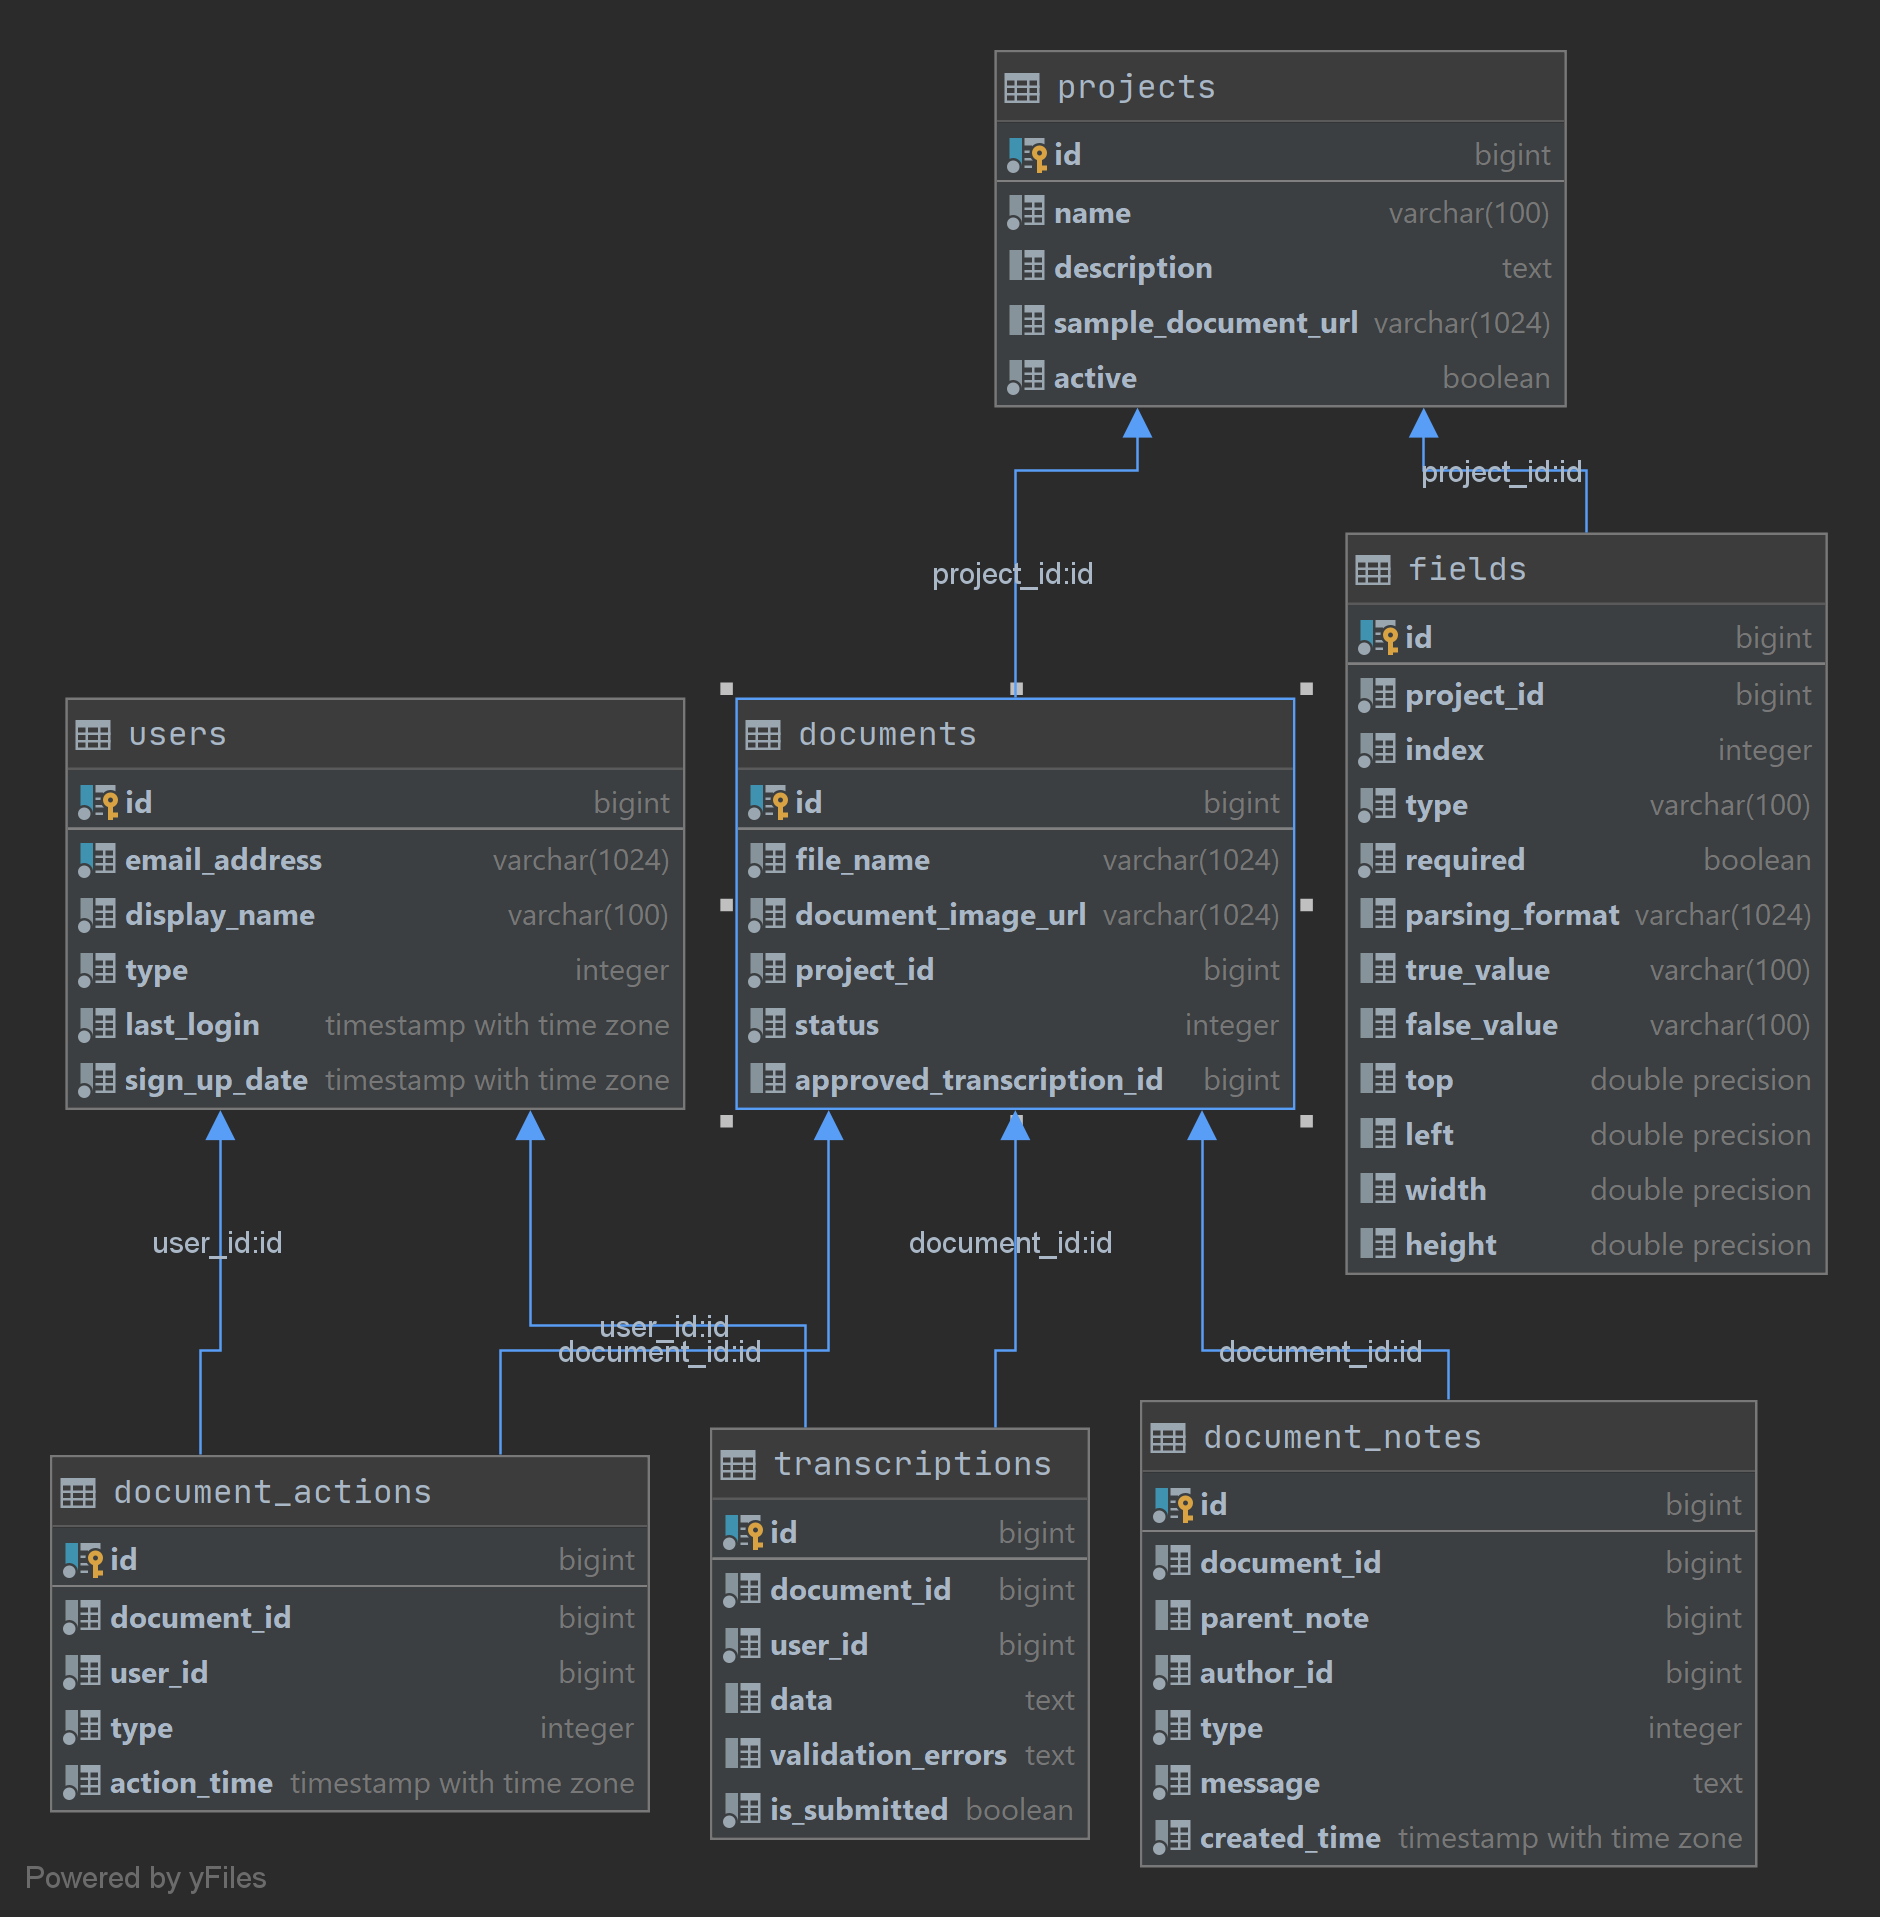 projects
id bigint
name varchar(100)
description text
sample_document_url varchar(1024)
active boolean
project_id:id
project_id:id
fields
id bigint
project_id bigint
index integer
type varchar(100)
required boolean
parsing_format varchar(1024)
true_value varchar(100)
false_value varchar(100)
top double precision
left double precision
width double precision
height double precision
users
id bigint
email_address varchar(1024)
display_name varchar(100)
type integer
last_login timestamp with time zone
sign_up_date timestamp with time zone
documents
id bigint
file_name varchar(1024)
document_image_url varchar(1024)
project_id bigint
status integer
approved_transcription_id bigint
user_id:id
document_id:id
user_id:id
document_id:id
document_id:id
document_actions
id bigint
document_id bigint
user_id bigint
type integer
action_time timestamp with time zone
transcriptions
id bigint
document_id bigint
user_id bigint
data text
validation_errors text
is_submitted boolean
document_notes
id bigint
document_id bigint
parent_note bigint
author_id bigint
type integer
message text
created_time timestamp with time zone
Powered by yFiles